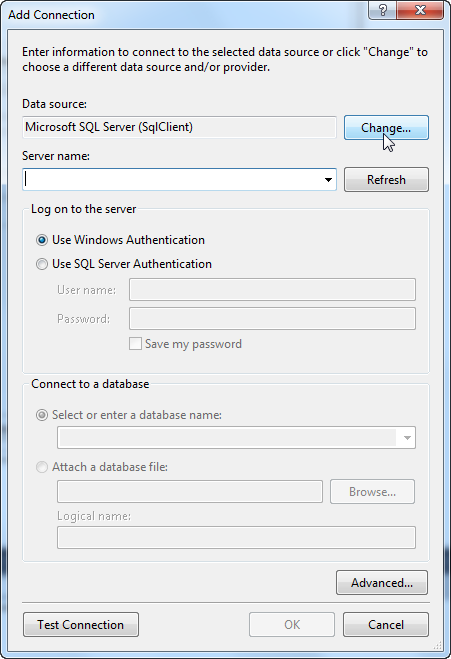 Add Connection
?
Enter information to connect to the selected data source or click "Change" to
choose a different data source and/or provider.
Data source:
Microsoft SQL Server (SqlClient)
Change...
Server name:
Refresh
Log on to the server
Use Windows Authentication
Use SQL Server Authentication
User name:
Password:
Save my password
Connect to a database
Select or enter a database name:
Attach a database file:
Browse...
Logical name:
Advanced...
Test Connection
OK
Cancel